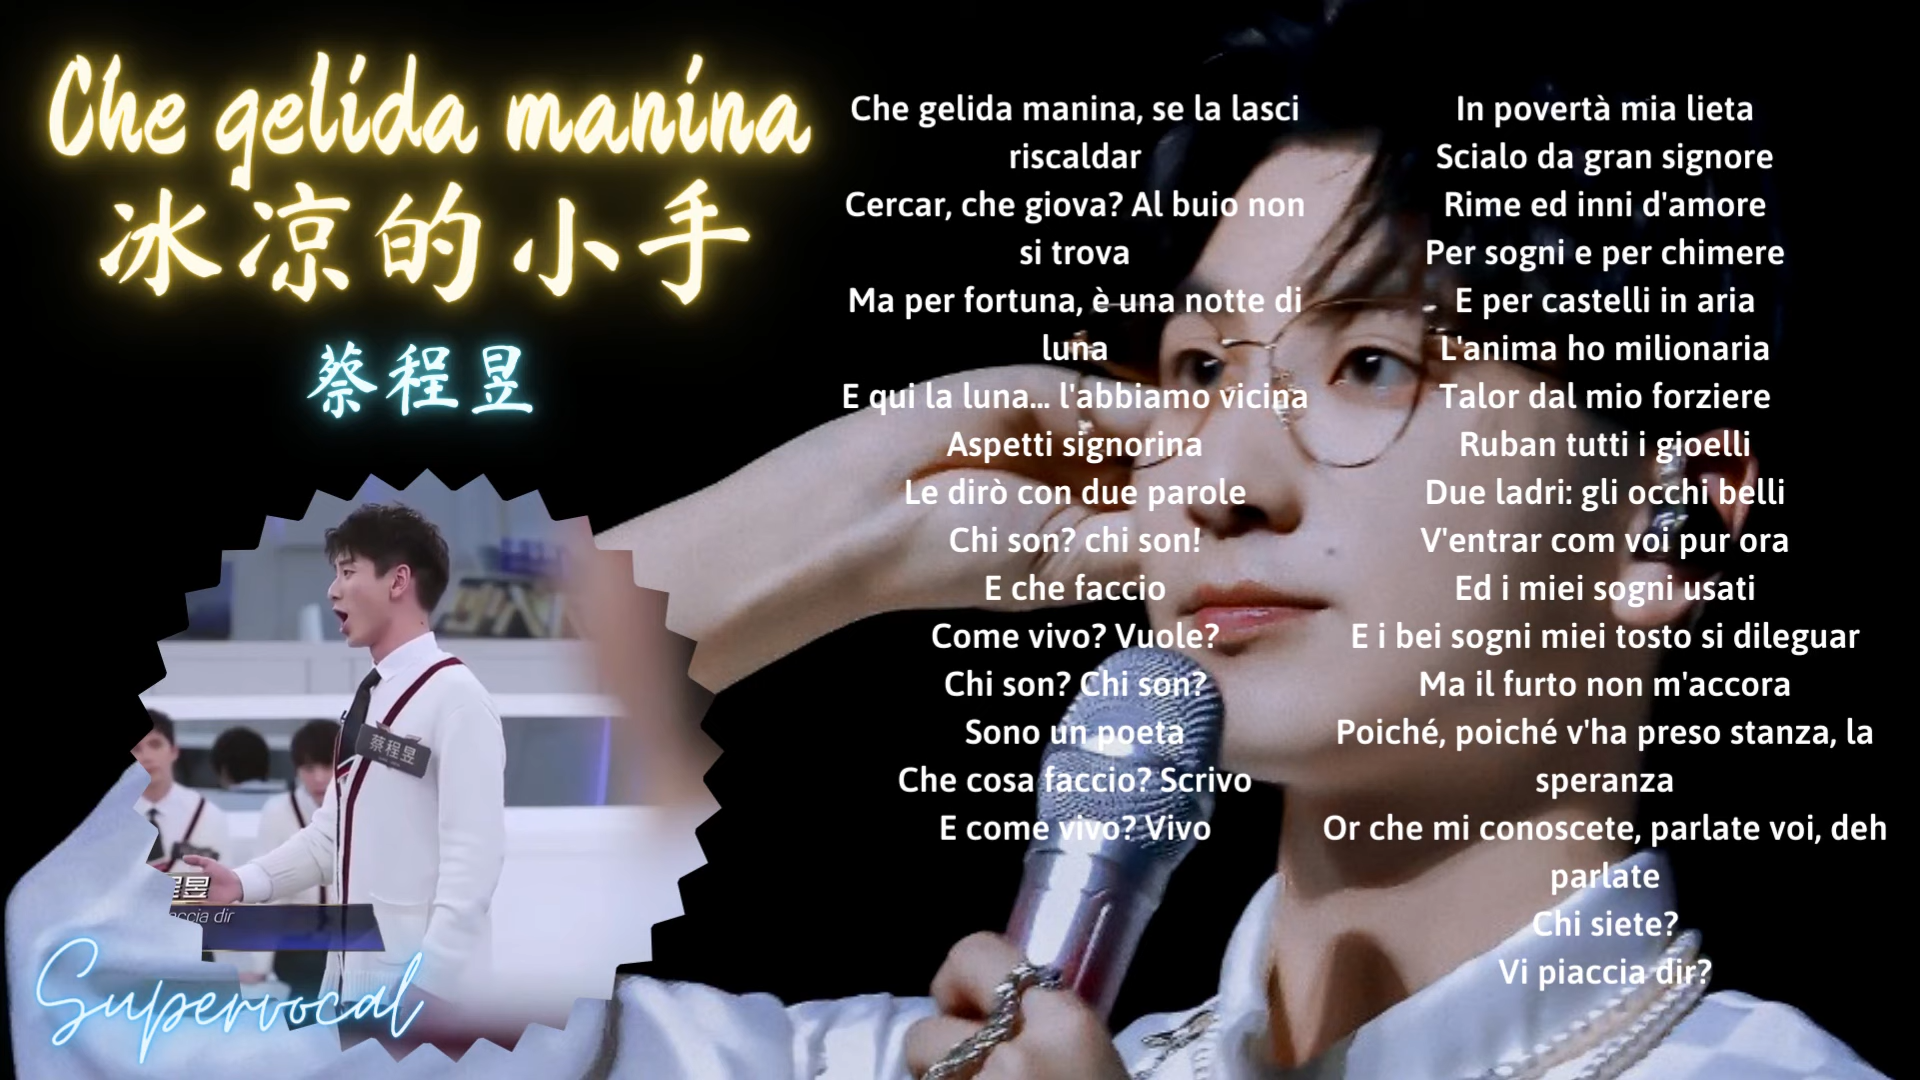 Che gelida manina
冰凉的小手
蔡程昱
Che gelida manina, se la lasci
riscaldar
Cercar, che giova? Al buio non
si trova
Ma per fortuna, è una notte di
luna
E qui la luna... l'abbiamo vicina
Aspetti signorina
Le dirò con due parole
Chi son? chi son!
E che faccio
Come vivo? Vuole?
Chi son? Chi son?
Sono un poeta
Che cosa faccio? Scrivo
E come vivo? Vivo
In povertà mia lieta
Scialo da gran signore
Rime ed inni d'amore
Per sogni e per chimere
E per castelli in aria
L'anima ho milionaria
Talor dal mio forziere
Ruban tutti i gioelli
Due ladri: gli occhi belli
V'entrar com voi pur ora
Ed i miei sogni usati
E i bei sogni miei tosto si dileguar
Ma il furto non m'accora
Poiché, poiché v'ha preso stanza, la
speranza
Or che mi conoscete, parlate voi, deh
parlate
Chi siete?
Vi piaccia dir?
蔡程昱
昱
dir
Supervocal